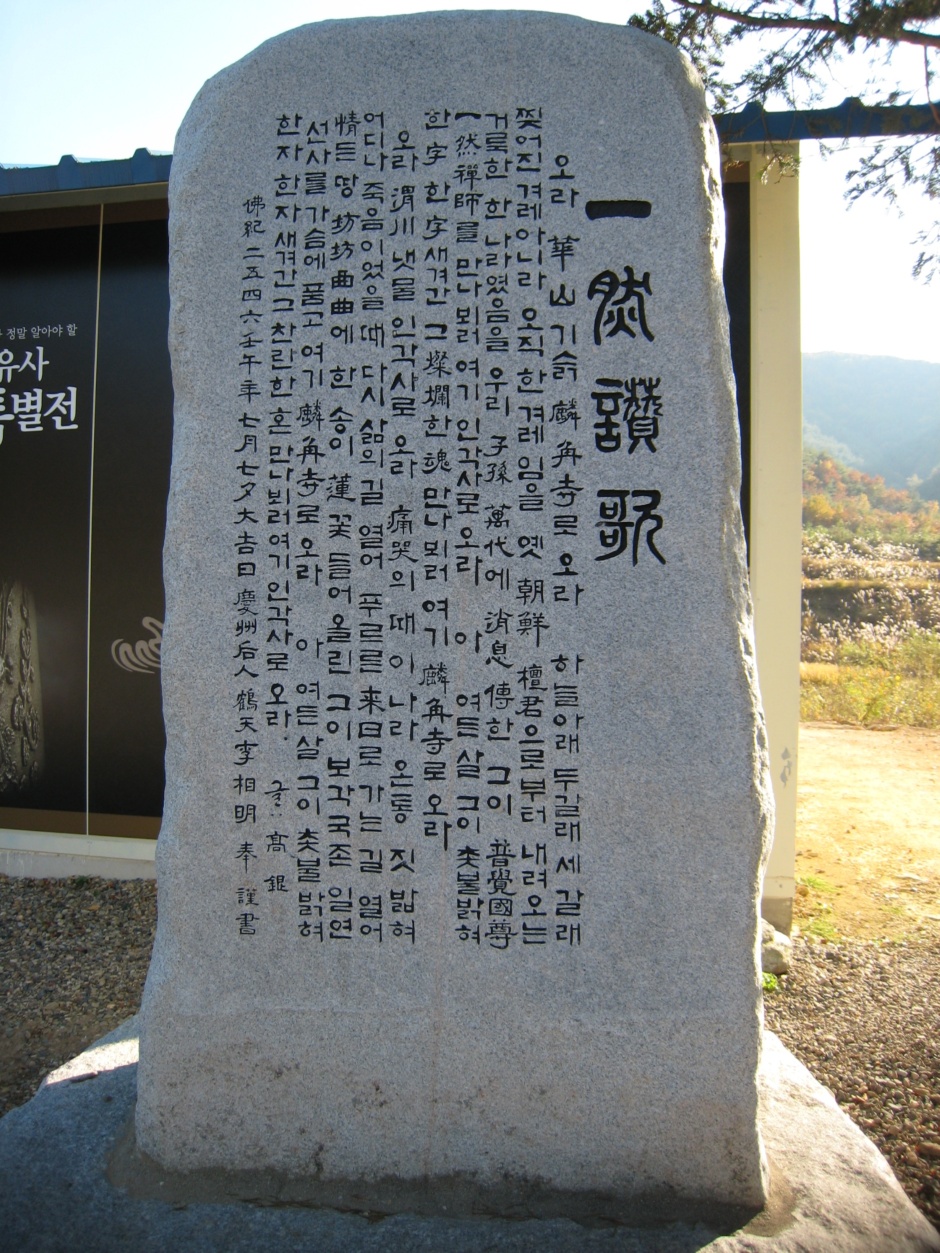 一然讚歌
오라 華山 기슭 麟角寺로 오라 하늘아래 두갈래 세갈래
찢어진 겨레 아니라 오직 한 겨레임을 옛 朝鮮 檀君으로부터 내려오는
거룩한 한 나라였음을 우리 子孫 萬代에 消息 傳한 그이 普覺國尊
一然禪師를 만나뵈러 여기 인각사로 오라 아 여든 살 그이 촛불 밝혀
한字 한字 새겨간 그 燦爛한 魂 만나뵈러 여기 麟角寺로 오라
오라 渭川 냇물 인각사로 오라 痛哭의 때 이나라 온통 짓밟혀
어디나 죽음이었을 때 다시 삶의 길 열어 푸르른 来日로 가는 길 열어
情든 땅 坊坊曲曲에 한 송이 蓮꽃 들어올린 그이 보각국존 일연
선사를 가슴에 품고 여기 麟角寺로 오라 아 여든 살 그이 촛불 밝혀
한자 한자 새겨간 그 찬란한 혼 만나뵈러 여기 인각사로 오라. 글: 高銀
佛紀二五四六壬午年 七月七夕大吉日 慶州后人 鶴天 李相明 奉謹書
정말 알아야 할
유사
특별전